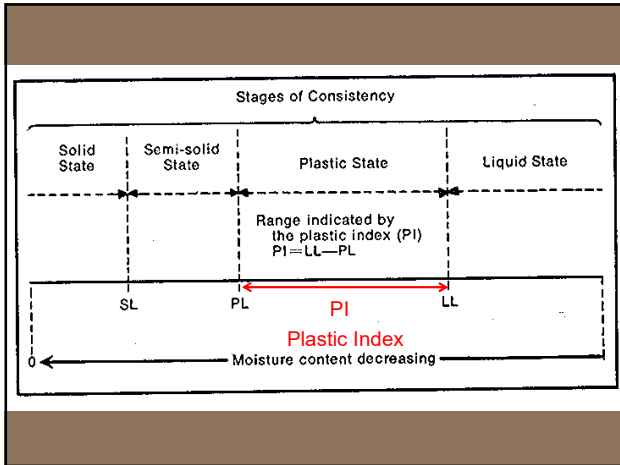 Stages of Consistency
Solid
State
Semi-solid
State
Plastic State
Liquid State
Range indicated by
the plastic index (PI)
PI=LL—PL
SL
PL
LL
PI
Plastic Index
0
Moisture content decreasing